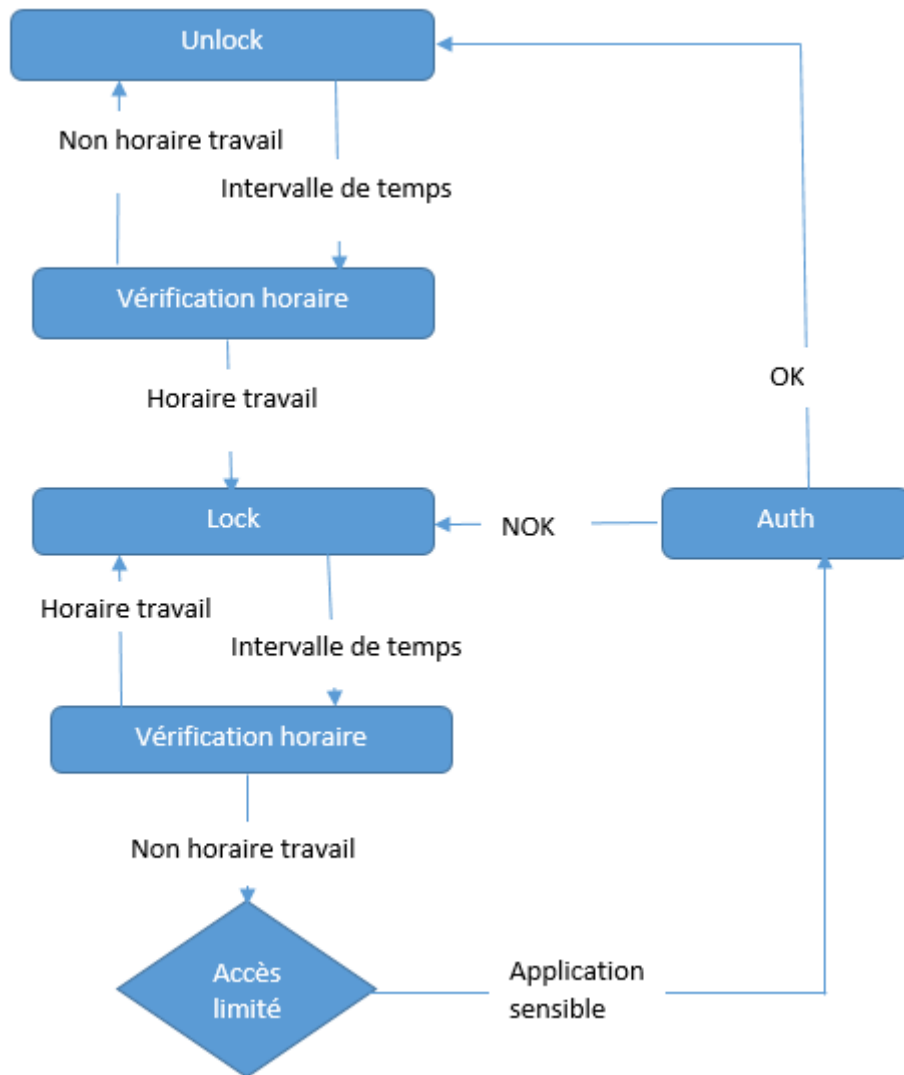 Unlock
Non horaire travail
Intervalle de temps
Vérification horaire
OK
Horaire travail
Lock
NOK
Auth
Horaire travail
Intervalle de temps
Vérification horaire
Non horaire travail
Accès
limité
Application
sensible